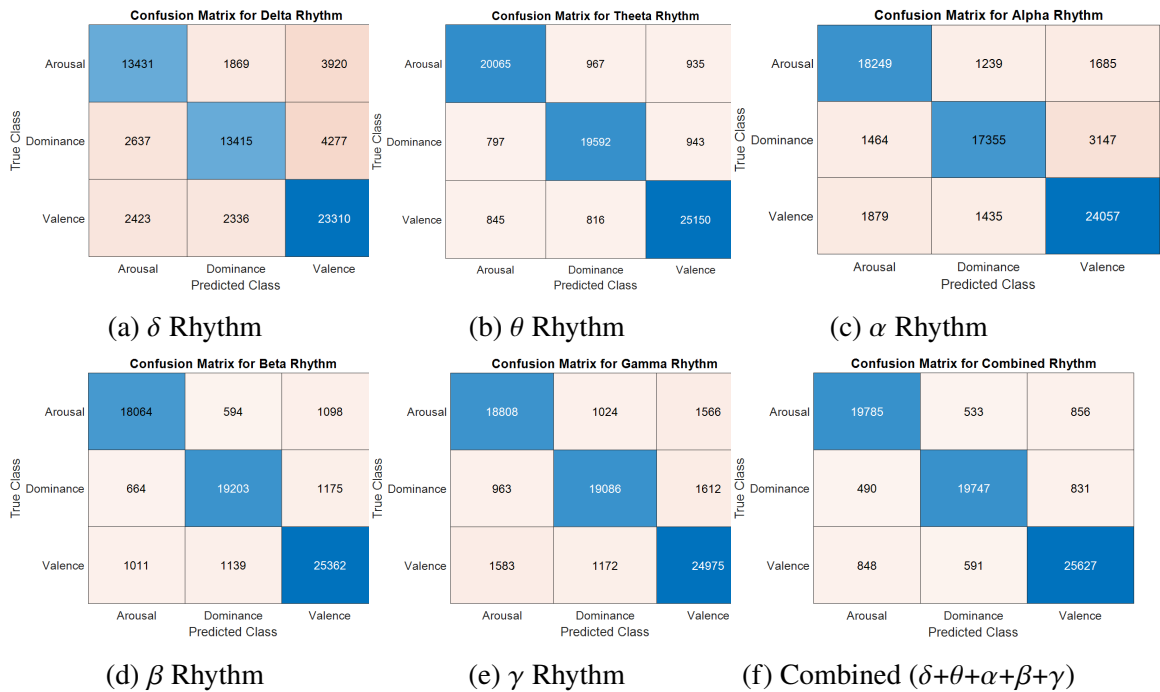 Confusion Matrix for Delta Rhythm
Arousal 13431 1869 3920
Dominance 2637 13415 4277
Valence 2423 2336 23310
Arousal Dominance Valence
Predicted Class
True Class
(a) δ Rhythm
Confusion Matrix for Theeta Rhythm
Arousal 20065 967 935
Dominance 797 19592 943
Valence 845 816 25150
Arousal Dominance Valence
Predicted Class
True Class
(b) θ Rhythm
Confusion Matrix for Alpha Rhythm
Arousal 18249 1239 1685
Dominance 1464 17355 3147
Valence 1879 1435 24057
Arousal Dominance Valence
Predicted Class
True Class
(c) α Rhythm
Confusion Matrix for Beta Rhythm
Arousal 18064 594 1098
Dominance 664 19203 1175
Valence 1011 1139 25362
Arousal Dominance Valence
Predicted Class
True Class
(d) β Rhythm
Confusion Matrix for Gamma Rhythm
Arousal 18808 1024 1566
Dominance 963 19086 1612
Valence 1583 1172 24975
Arousal Dominance Valence
Predicted Class
True Class
(e) γ Rhythm
Confusion Matrix for Combined Rhythm
Arousal 19785 533 856
Dominance 490 19747 831
Valence 848 591 25627
Arousal Dominance Valence
Predicted Class
True Class
(f) Combined (δ+θ+α+β+γ)